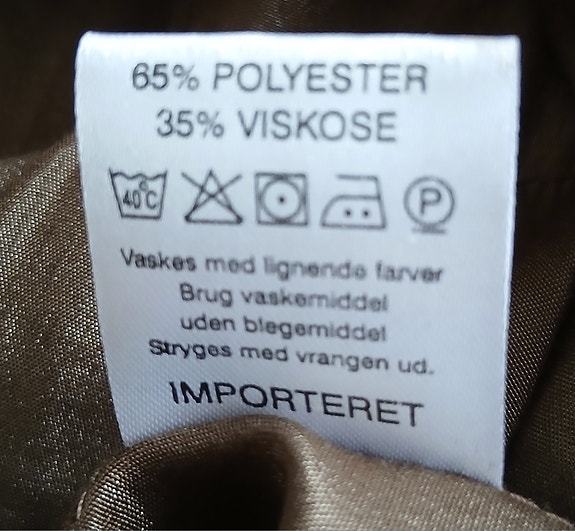 65% POLYESTER
35% VISKOSE
40°C P
Vaskes med lignende farver
Brug vaskemiddel
uden blegemiddel
Stryges med vrangen ud.
IMPORTERET